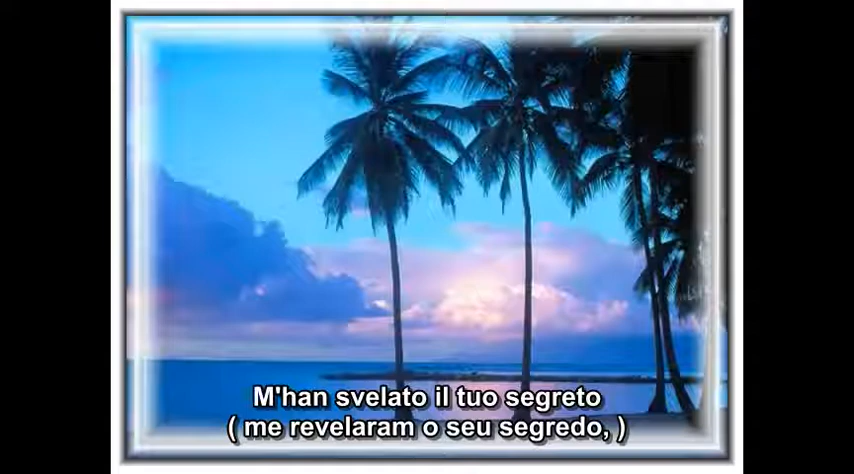 M'han svelato il tuo segreto
( me revelaram o seu segredo, )